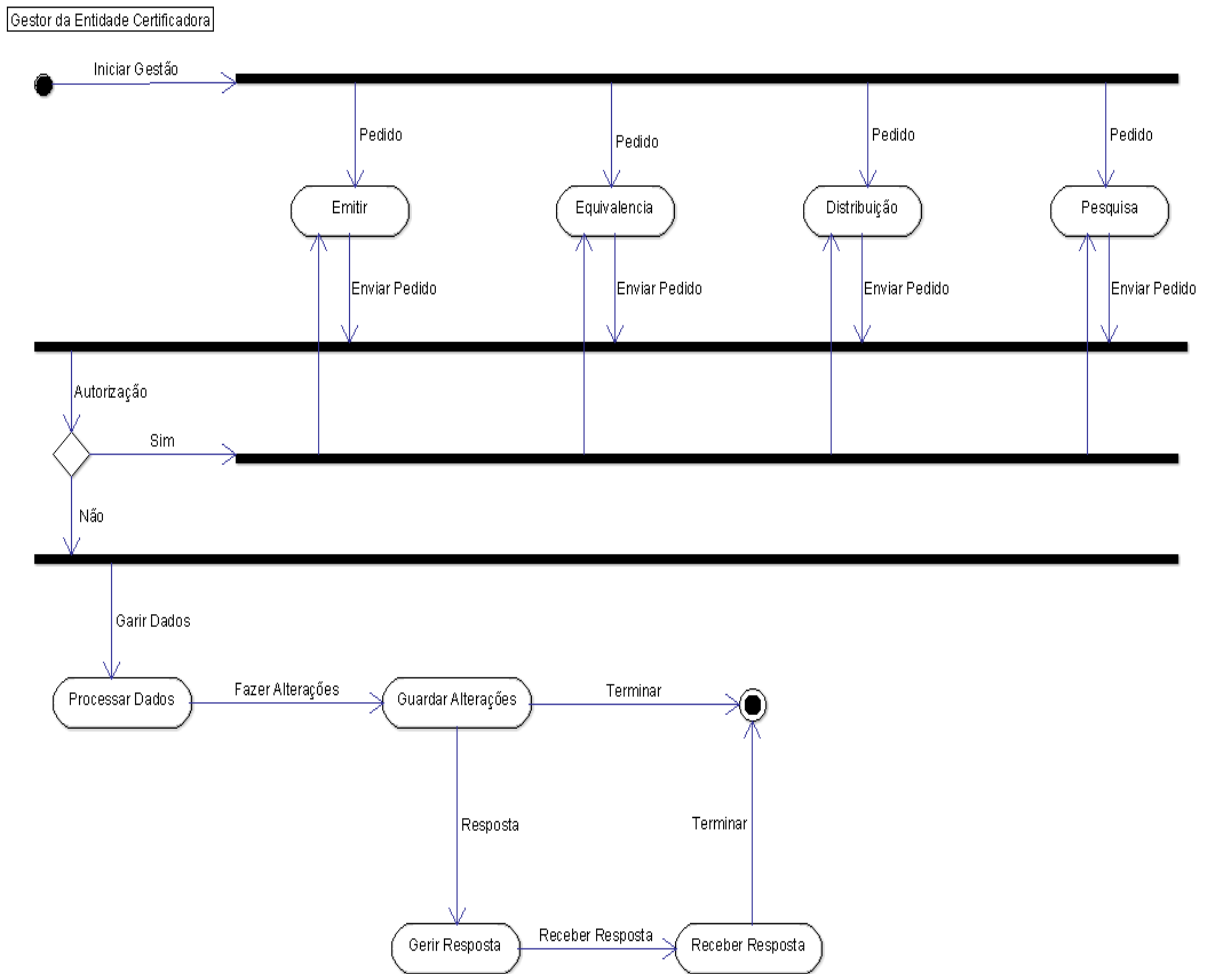 Gestor da Entidade Certificadora
Iniciar Gestão
Pedido
Pedido
Pedido
Pedido
Emitir
Equivalencia
Distribuição
Pesquisa
Enviar Pedido
Enviar Pedido
Enviar Pedido
Enviar Pedido
Autorização
Sim
Não
Garir Dados
Processar Dados
Fazer Alterações
Guardar Alterações
Terminar
Resposta
Terminar
Gerir Resposta
Receber Resposta
Receber Resposta